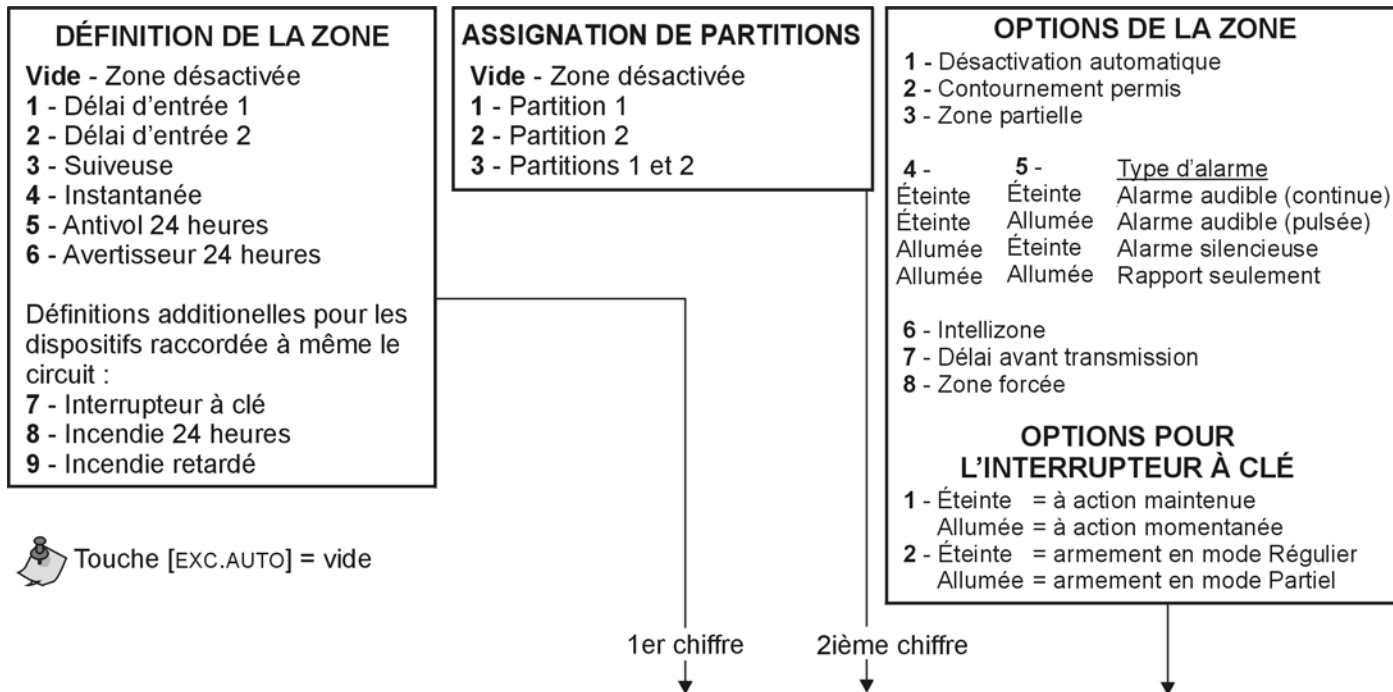 DÉFINITION DE LA ZONE
Vide - Zone désactivée
1 - Délai d'entrée 1
2 - Délai d'entrée 2
3 - Suiveuse
4 - Instantanée
5 - Antivol 24 heures
6 - Avertisseur 24 heures
Définitions additionelles pour les
dispositifs raccordée à même le
circuit :
7 - Interrupteur à clé
8 - Incendie 24 heures
9 - Incendie retardé
Touche [EXC.AUTO] = vide
ASSIGNATION DE PARTITIONS
Vide - Zone désactivée
1 - Partition 1
2 - Partition 2
3 - Partitions 1 et 2
OPTIONS DE LA ZONE
1 - Désactivation automatique
2 - Contournement permis
3 - Zone partielle
4 - 5 - Type d'alarme
Éteinte Éteinte Alarme audible (continue)
Éteinte Allumée Alarme audible (pulsée)
Allumée Éteinte Alarme silencieuse
Allumée Allumée Rapport seulement
6 - Intellizone
7 - Délai avant transmission
8 - Zone forcée
OPTIONS POUR
L'INTERRUPTEUR À CLÉ
1 - Éteinte = à action maintenue
Allumée = à action momentanée
2 - Éteinte = armement en mode Régulier
Allumée = armement en mode Partiel
1er chiffre 2ième chiffre